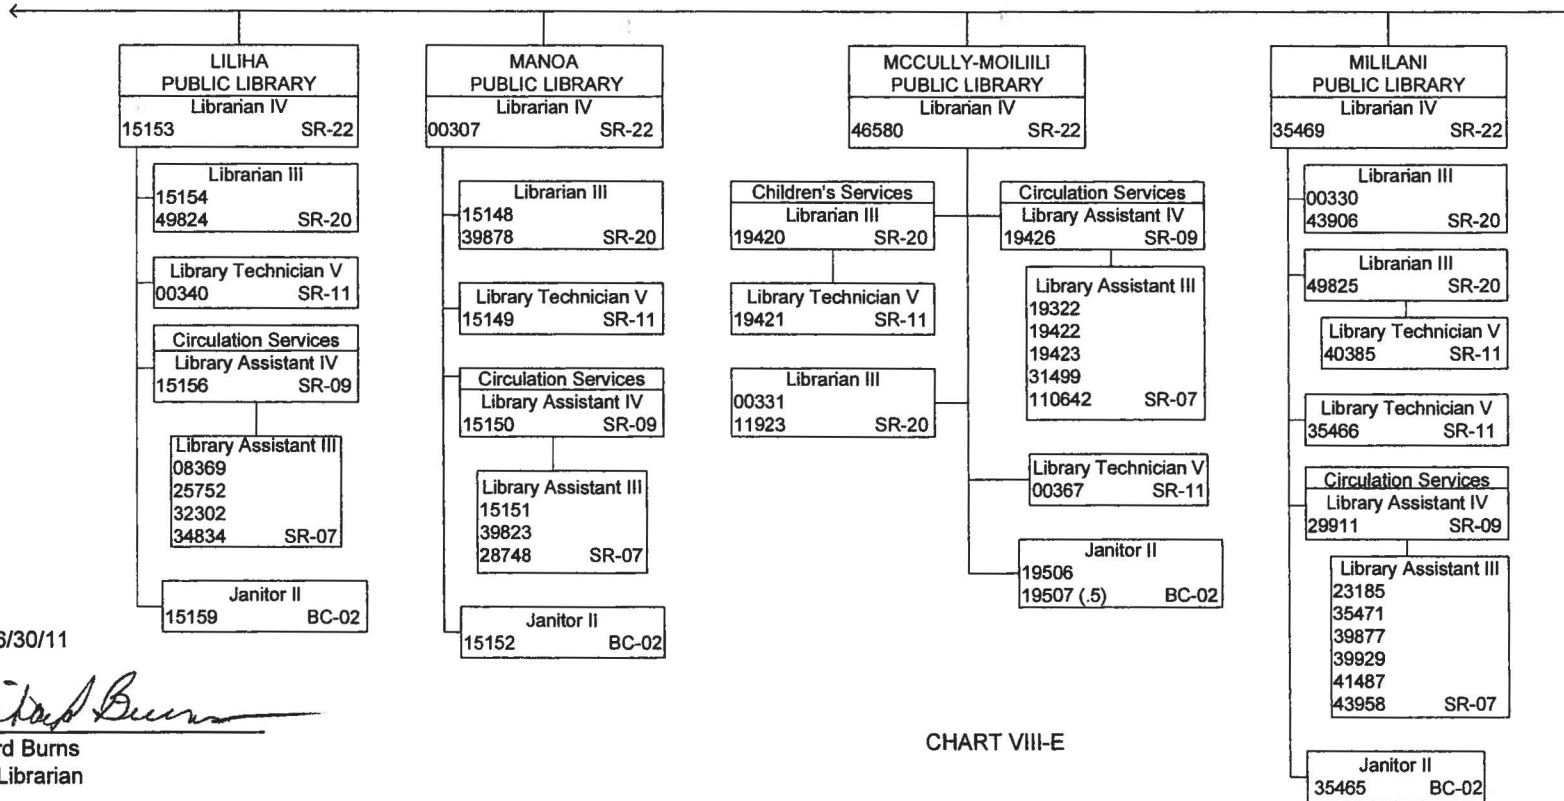 LILIHA
PUBLIC LIBRARY
Librarian IV
15153 SR-22
Librarian III
15154
49824 SR-20
Library Technician V
00340 SR-11
Circulation Services
Library Assistant IV
15156 SR-09
Library Assistant III
08369
25752
32302
34834 SR-07
Janitor II
15159 BC-02
MANOA
PUBLIC LIBRARY
Librarian IV
00307 SR-22
Librarian III
15148
39878 SR-20
Library Technician V
15149 SR-11
Circulation Services
Library Assistant IV
15150 SR-09
Library Assistant III
15151
39823
28748 SR-07
Janitor II
15152 BC-02
MCCULLY-MOILIILI
PUBLIC LIBRARY
Librarian IV
46580 SR-22
Children's Services
Librarian III
19420 SR-20
Library Technician V
19421 SR-11
Librarian III
00331
11923 SR-20
Circulation Services
Library Assistant IV
19426 SR-09
Library Assistant III
19322
19422
19423
31499
110642 SR-07
Library Technician V
00367 SR-11
Janitor II
19506
19507 (.5) BC-02
MILILANI
PUBLIC LIBRARY
Librarian IV
35469 SR-22
Librarian III
00330
43906 SR-20
Librarian III
49825 SR-20
Library Technician V
40385 SR-11
Library Technician V
35466 SR-11
Circulation Services
Library Assistant IV
29911 SR-09
Library Assistant III
23185
35471
39877
39929
41487
43958 SR-07
Janitor II
35465 BC-02
6/30/11
Burns
rd Burns
Librarian
CHART VIII-E